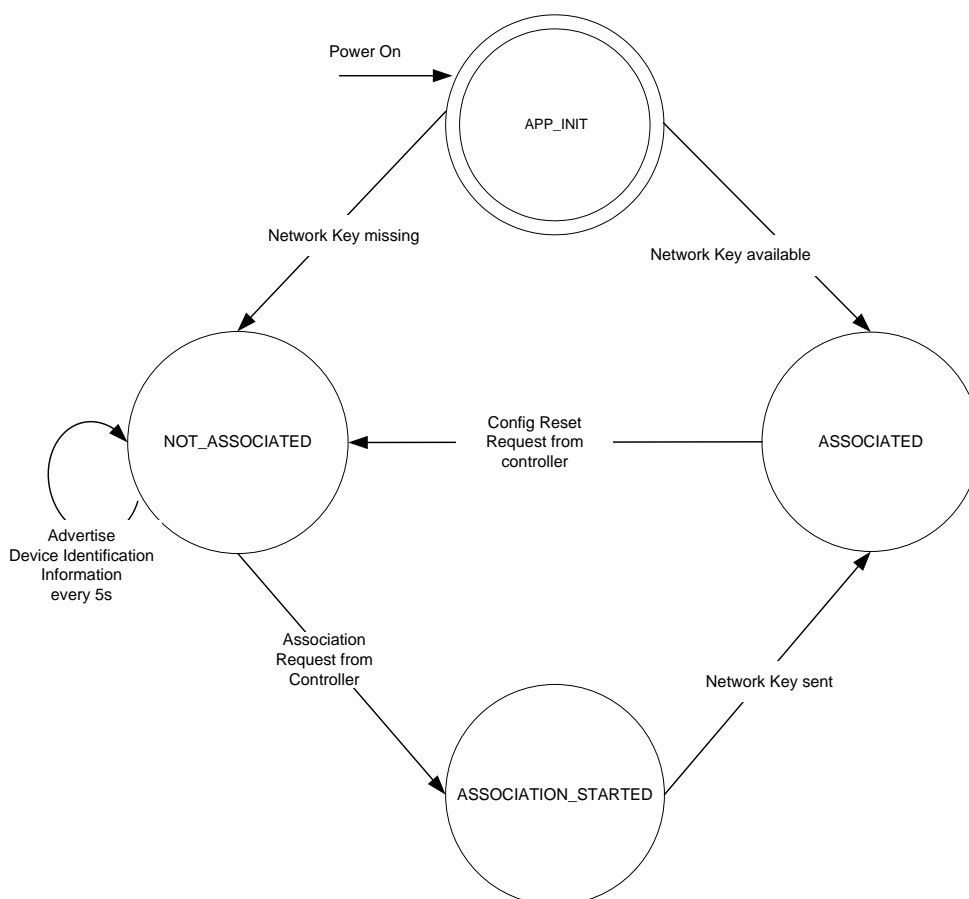 Power On
APP_INIT
Network Key missing
Network Key available
NOT_ASSOCIATED
Config Reset
Request from
controller
ASSOCIATED
Advertise
Device Identification
Information
every 5s
Association
Request from
Controller
Network Key sent
ASSOCIATION_STARTED